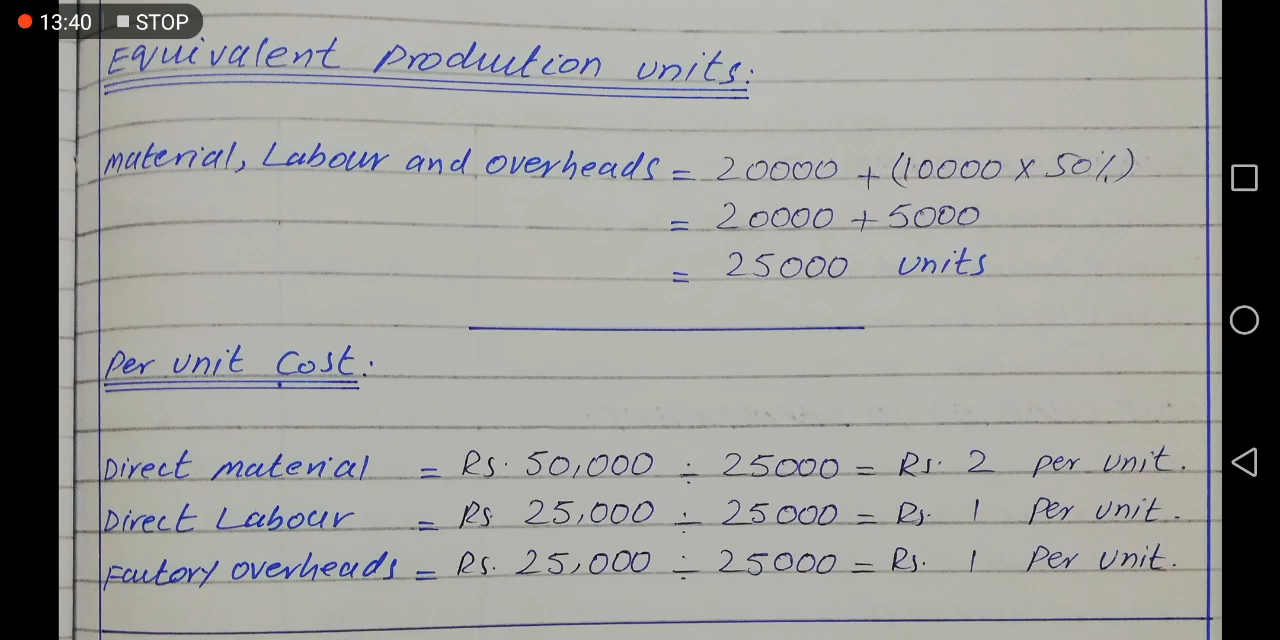 13:40 STOP
Equivalent Production units:
Material, Labour and overheads = 20000 + (10000 x 50%)
= 20000 + 5000
= 25000 units
Per unit Cost:
Direct material = Rs. 50,000 ÷ 25000 = Rs. 2 per unit.
Direct Labour = Rs 25,000 ÷ 25000 = Rs. 1 Per unit.
Factory overheads = Rs. 25,000 ÷ 25000 = Rs. 1 Per unit.